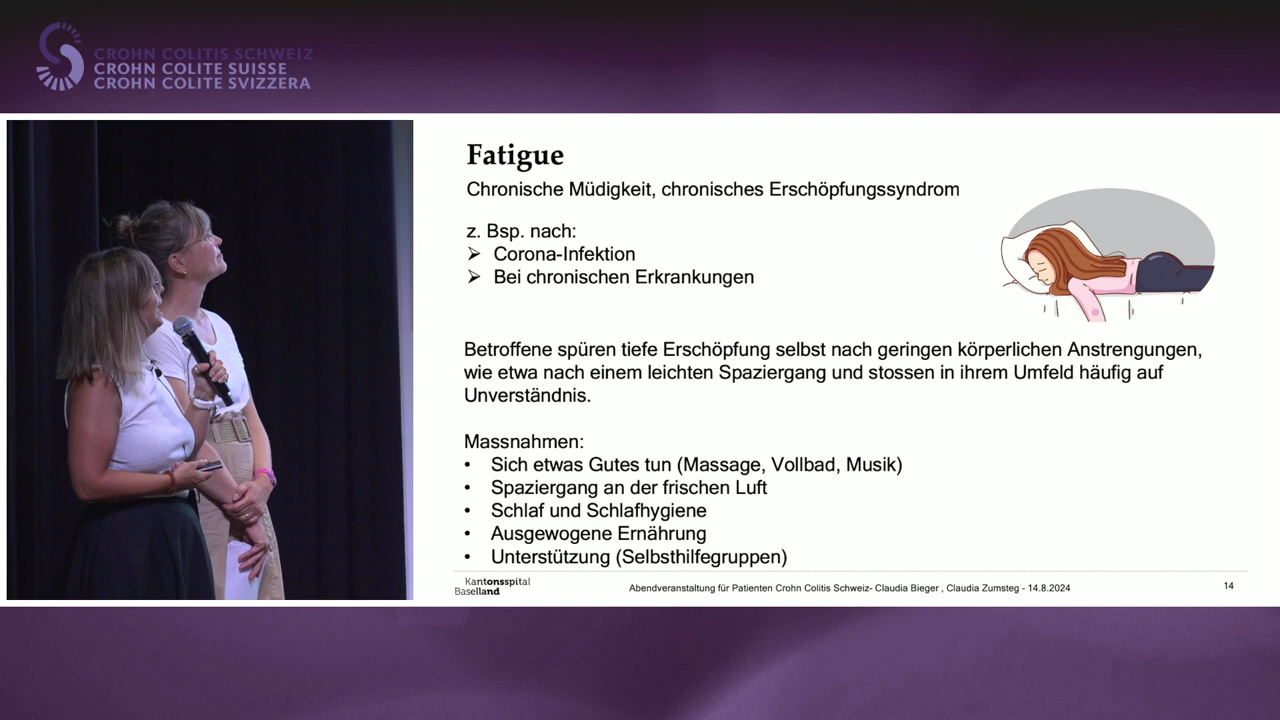 CROHN COLITIS SCHWEIZ
CROHN COLITE SUISSE
CROHN COLITE SVIZZERA
Fatigue
Chronische Müdigkeit, chronisches Erschöpfungssyndrom
z. Bsp. nach:
➢ Corona-Infektion
➢ Bei chronischen Erkrankungen
Betroffene spüren tiefe Erschöpfung selbst nach geringen körperlichen Anstrengungen,
wie etwa nach einem leichten Spaziergang und stossen in ihrem Umfeld häufig auf
Unverständnis.
Massnahmen:
• Sich etwas Gutes tun (Massage, Vollbad, Musik)
• Spaziergang an der frischen Luft
• Schlaf und Schlafhygiene
• Ausgewogene Ernährung
• Unterstützung (Selbsthilfegruppen)
Kantonsspital
Baselland
Abendveranstaltung für Patienten Crohn Colitis Schweiz- Claudia Bieger , Claudia Zumsteg - 14.8.2024
14